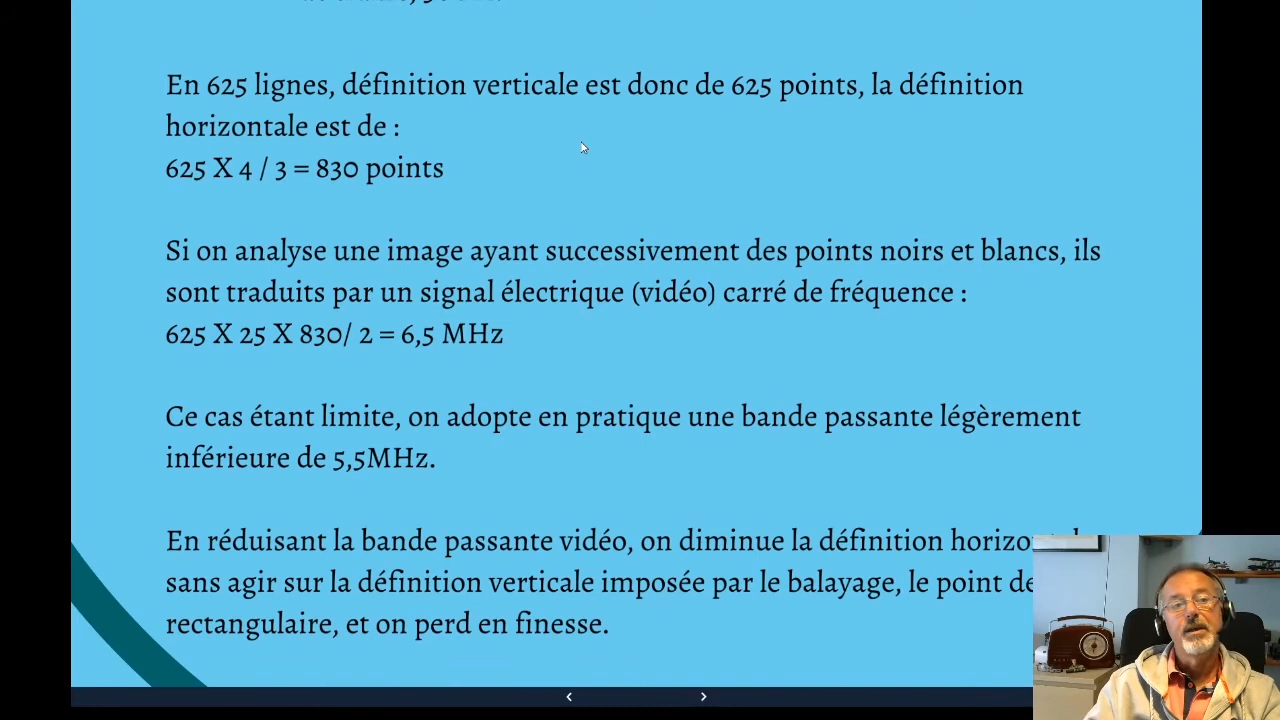 En 625 lignes, définition verticale est donc de 625 points, la définition
horizontale est de :
625 X 4 / 3 = 830 points
Si on analyse une image ayant successivement des points noirs et blancs, ils
sont traduits par un signal électrique (vidéo) carré de fréquence :
625 X 25 X 830/ 2 = 6,5 MHz
Ce cas étant limite, on adopte en pratique une bande passante légèrement
inférieure de 5,5MHz.
En réduisant la bande passante vidéo, on diminue la définition
sans agir sur la définition verticale imposée par le balayage, le point
rectangulaire, et on perd en finesse.